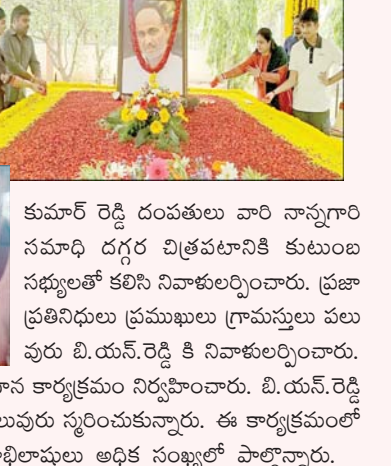 కుమార్ రెడ్డి దంపతులు వారి నాన్నగారి
సమాధి దగ్గర చిత్రపటానికి కుటుంబ
సభ్యులతో కలిసి నివాళులర్పించారు. ప్రజా
ప్రతినిధులు ప్రముఖులు గ్రామస్తులు పలు
వురు బి.యన్.రెడ్డి కి నివాళులర్పించారు.
కార్యక్రమం నిర్వహించారు. బి.యన్.రెడ్డి
స్మరించుకున్నారు. ఈ కార్యక్రమంలో
అధిక సంఖ్యలో పాల్గొన్నారు.